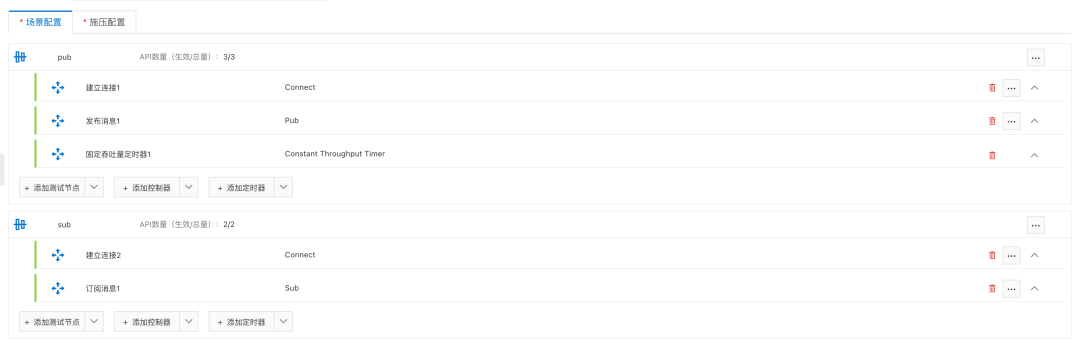 * 场景配置 * 施压配置
pub API数量（生效/总量）: 3/3 ...
建立连接1 Connect ...
发布消息1 Pub ...
固定吞吐量定时器1 Constant Throughput Timer
+ 添加测试节点 + 添加控制器 + 添加定时器
sub API数量（生效/总量）: 2/2 ...
建立连接2 Connect ...
订阅消息1 Sub ...
+ 添加测试节点 + 添加控制器 + 添加定时器